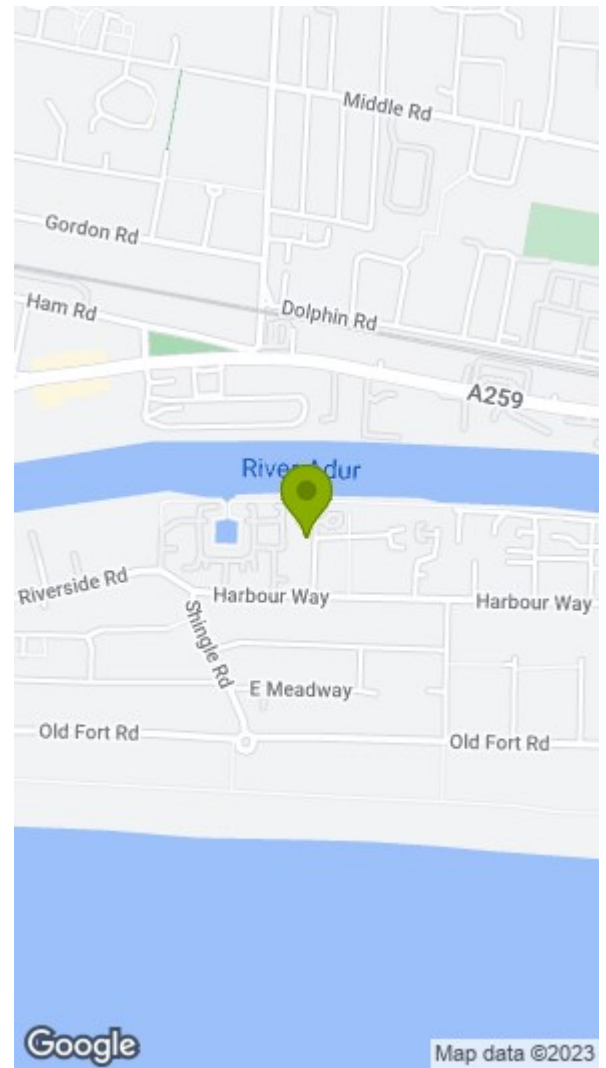 Middle Rd
Gordon Rd
Ham Rd
Dolphin Rd
A259
River Adur
Riverside Rd
Harbour Way
Harbour Way
Shingle Rd
E Meadway
Old Fort Rd
Old Fort Rd
Google
Map data ©2023